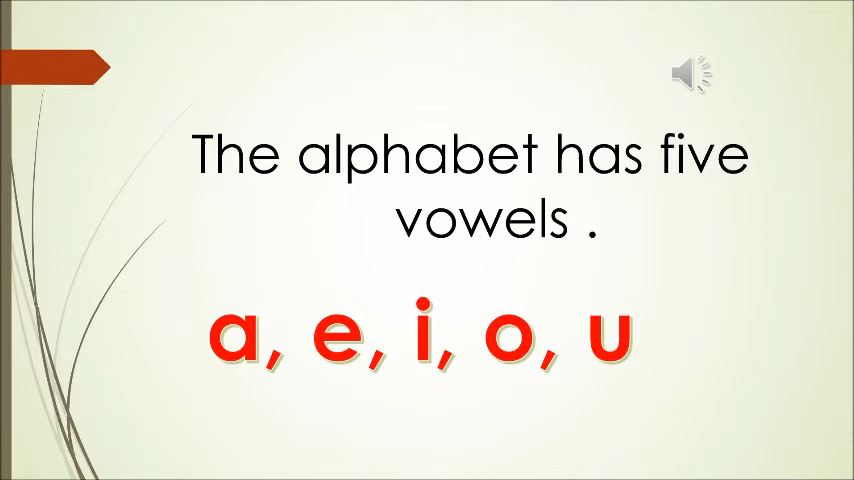 The alphabet has five
vowels .
a, e, i, o, u